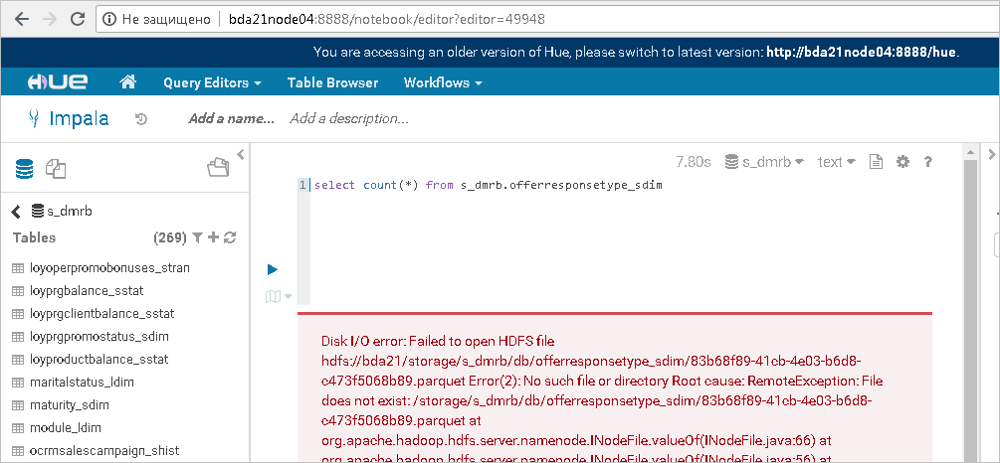 Не защищено bda21node04:8888/notebook/editor?editor=49948
You are accessing an older version of Hue, please switch to latest version: http://bda21node04:8888/hue.
HUE Query Editors Table Browser Workflows
Impala Add a name... Add a description...
7.80s s_dmrb text ?
1 select count(*) from s_dmrb.offerresponsetype_sdim
s_dmrb
Tables (269)
loyoperpromobonuses_stran
loyprgbalance_sstat
loyprgclientbalance_sstat
loyprgpromostatus_sdim
loyproductbalance_sstat
maritalstatus_ldim
maturity_sdim
module_ldim
ocrmsalescampaign_shist
Disk I/O error: Failed to open HDFS file
hdfs://bda21/storage/s_dmrb/db/offerresponsetype_sdim/83b68f89-41cb-4e03-b6d8-
c473f5068b89.parquet Error(2): No such file or directory Root cause: RemoteException: File
does not exist: /storage/s_dmrb/db/offerresponsetype_sdim/83b68f89-41cb-4e03-b6d8-
c473f5068b89.parquet at
org.apache.hadoop.hdfs.server.namenode.INodeFile.valueOf(INodeFile.java:66) at
org.apache.hadoop.hdfs.server.namenode.INodeFile.valueOf(INodeFile.java:56) at